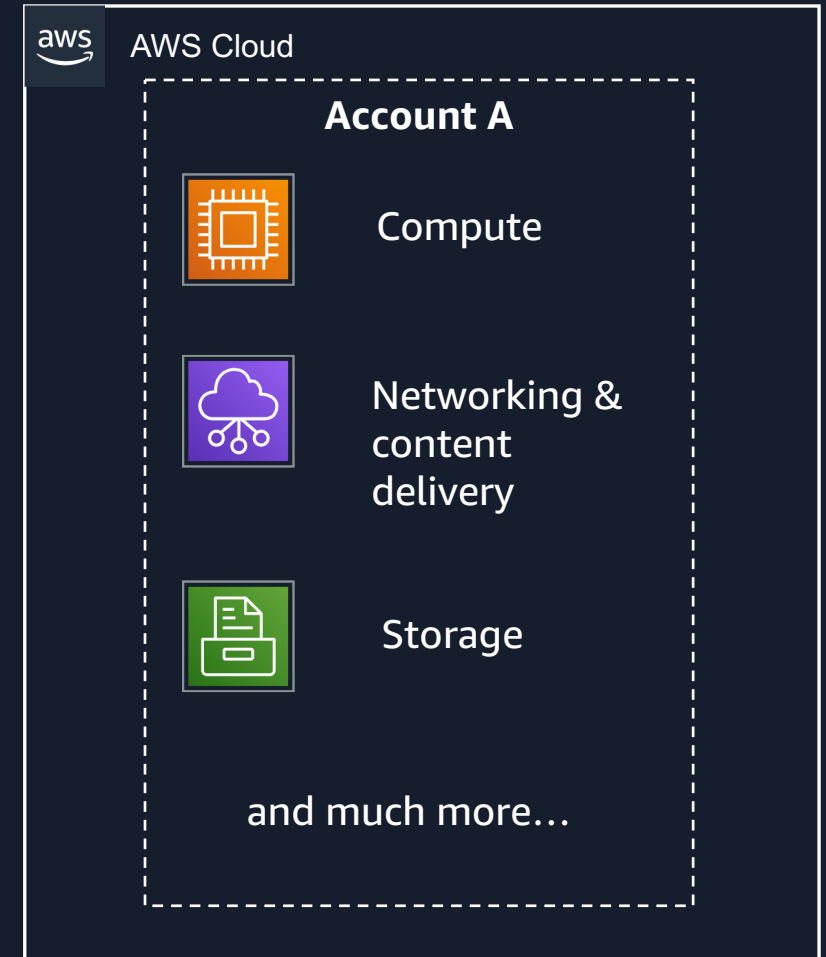 aws
AWS Cloud
Account A
Compute
Networking &
content
delivery
Storage
and much more...